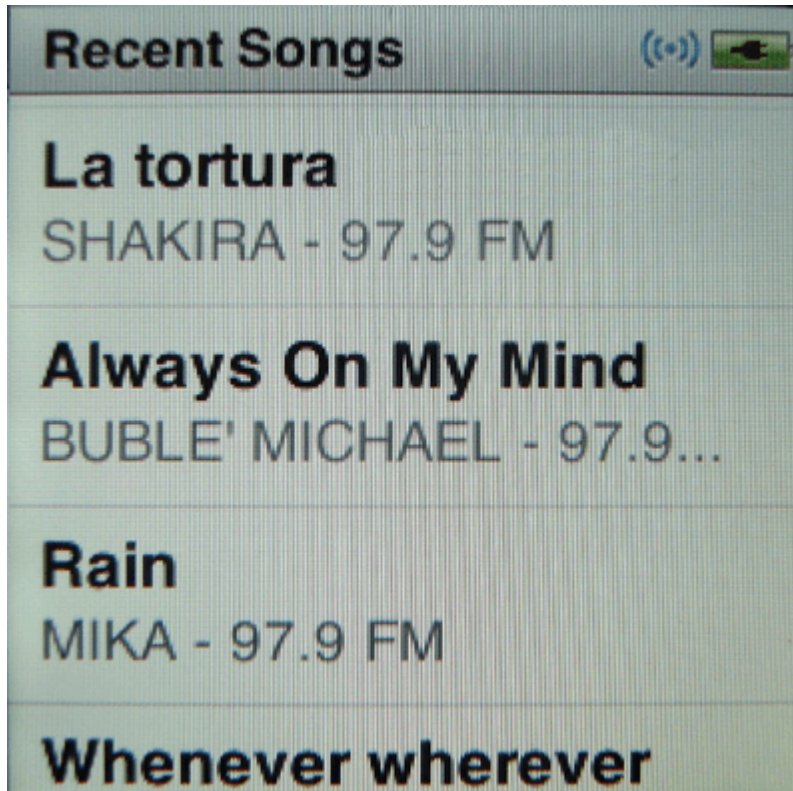 Recent Songs
La tortura
SHAKIRA - 97.9 FM
Always On My Mind
BUBLE' MICHAEL - 97.9...
Rain
MIKA - 97.9 FM
Whenever wherever